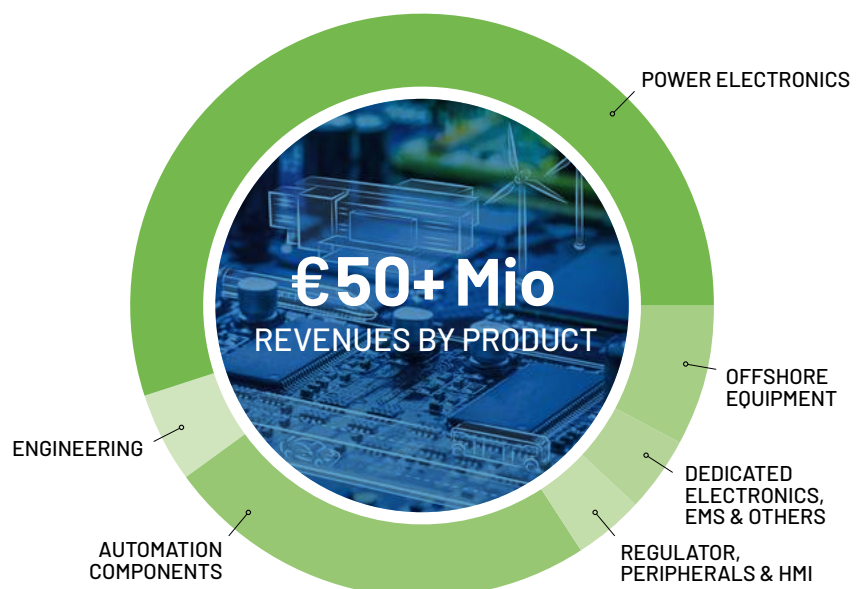 POWER ELECTRONICS
€50+ Mio
REVENUES BY PRODUCT
OFFSHORE
EQUIPMENT
ENGINEERING
DEDICATED
ELECTRONICS,
EMS & OTHERS
AUTOMATION
COMPONENTS
REGULATOR,
PERIPHERALS & HMI